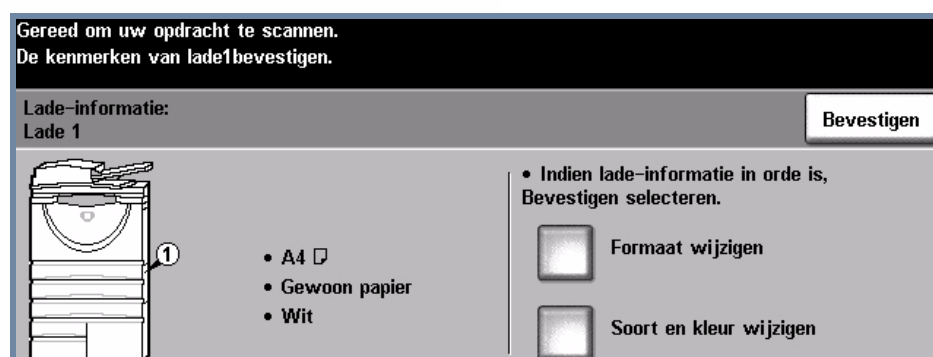 Gereed om uw opdracht te scannen.
De kenmerken van lade1bevestigen.
Lade-informatie:
Lade 1
Bevestigen
• Indien lade-informatie in orde is,
Bevestigen selecteren.
1
• A4
• Gewoon papier
• Wit
Formaat wijzigen
Soort en kleur wijzigen